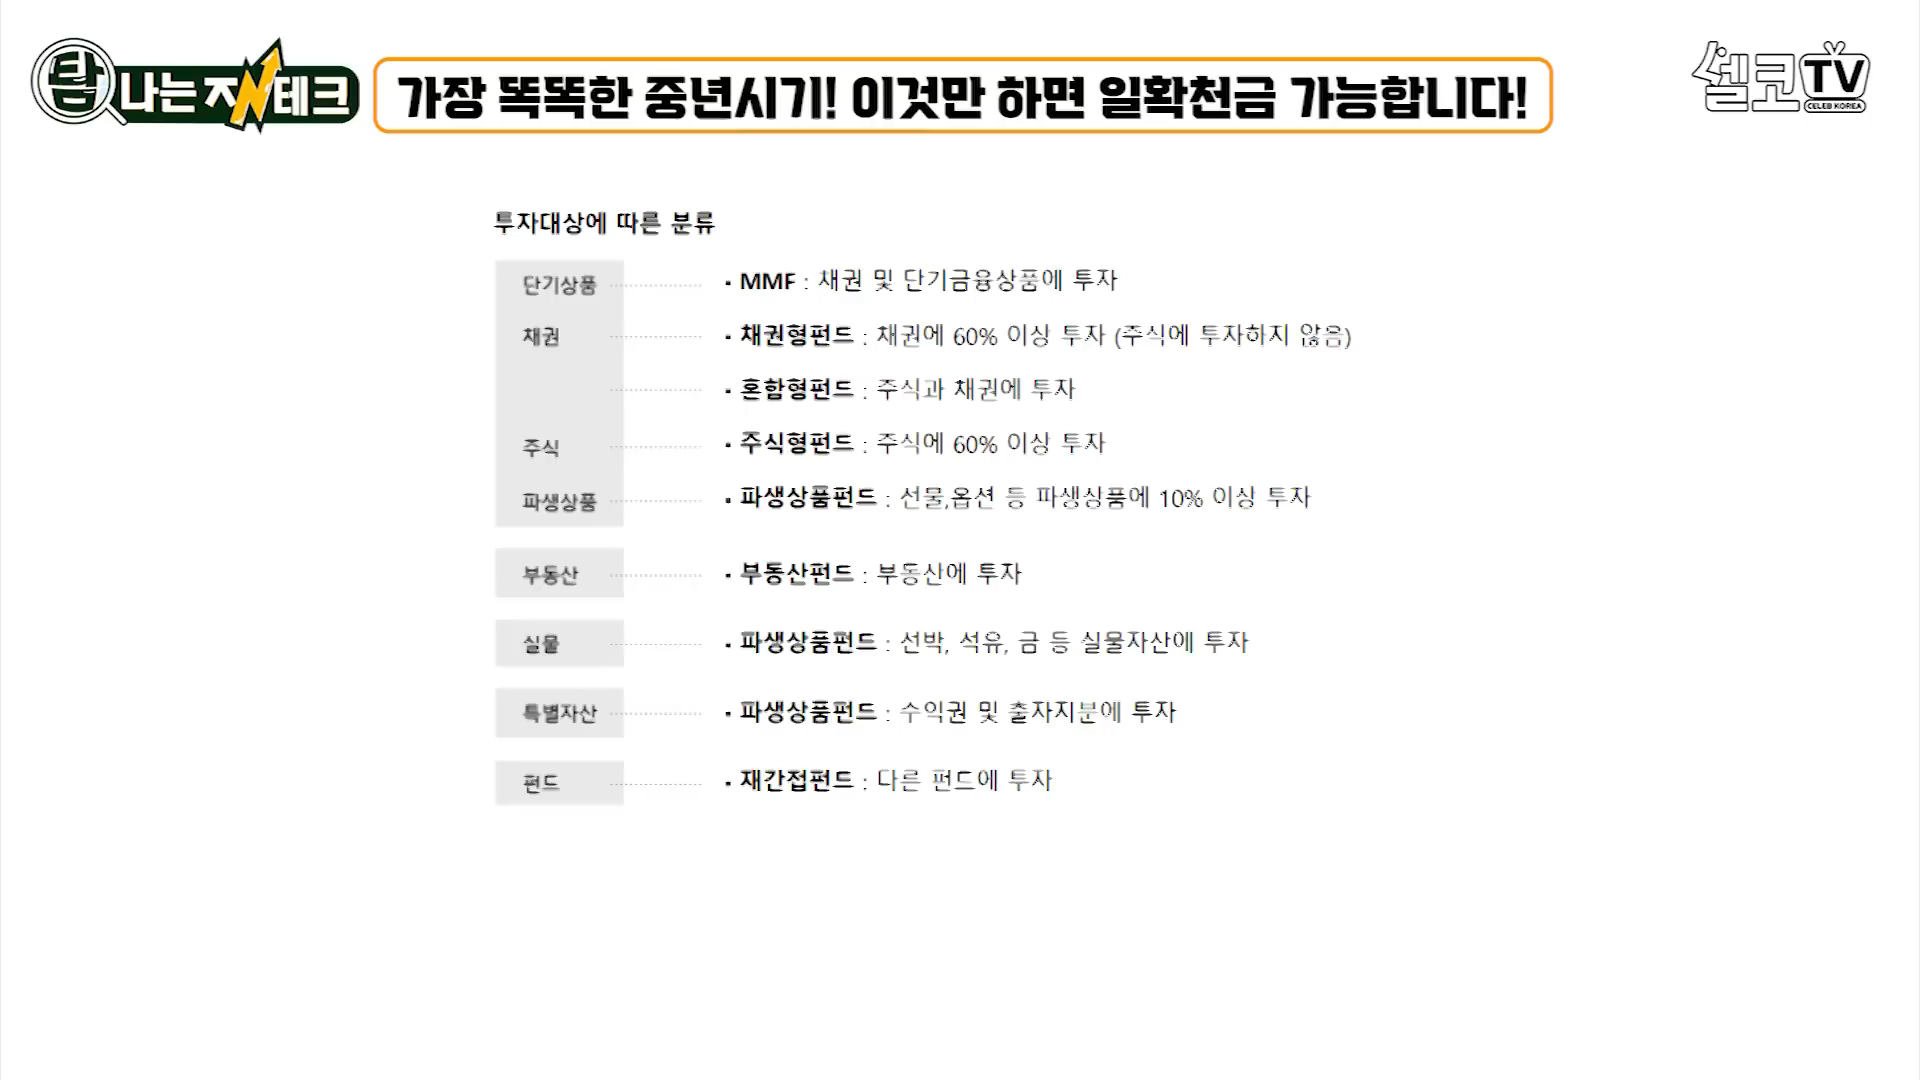 람 나는 재테크
가장 똑똑한 중년시기! 이것만 하면 일확천금 가능합니다!
셀코TV
CELEB KOREA
투자대상에 따른 분류
단기상품 · MMF : 채권 및 단기금융상품에 투자
채권 · 채권형펀드 : 채권에 60% 이상 투자 (주식에 투자하지 않음)
· 혼합형펀드 : 주식과 채권에 투자
주식 · 주식형펀드 : 주식에 60% 이상 투자
파생상품 · 파생상품펀드 : 선물,옵션 등 파생상품에 10% 이상 투자
부동산 · 부동산펀드 : 부동산에 투자
실물 · 파생상품펀드 : 선박, 석유, 금 등 실물자산에 투자
특별자산 · 파생상품펀드 : 수익권 및 출자지분에 투자
펀드 · 재간접펀드 : 다른 펀드에 투자